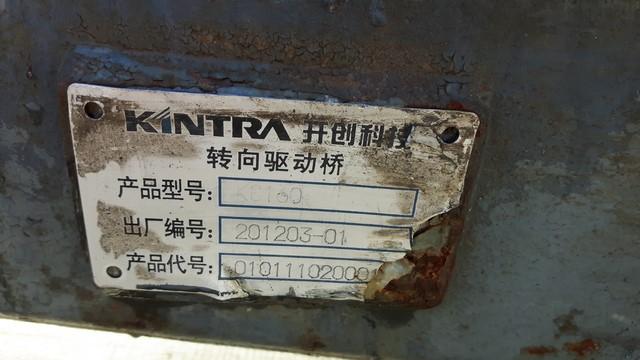 KINTRA 开创科技
转向驱动桥
产品型号:
出厂编号: 201203-01
产品代号: